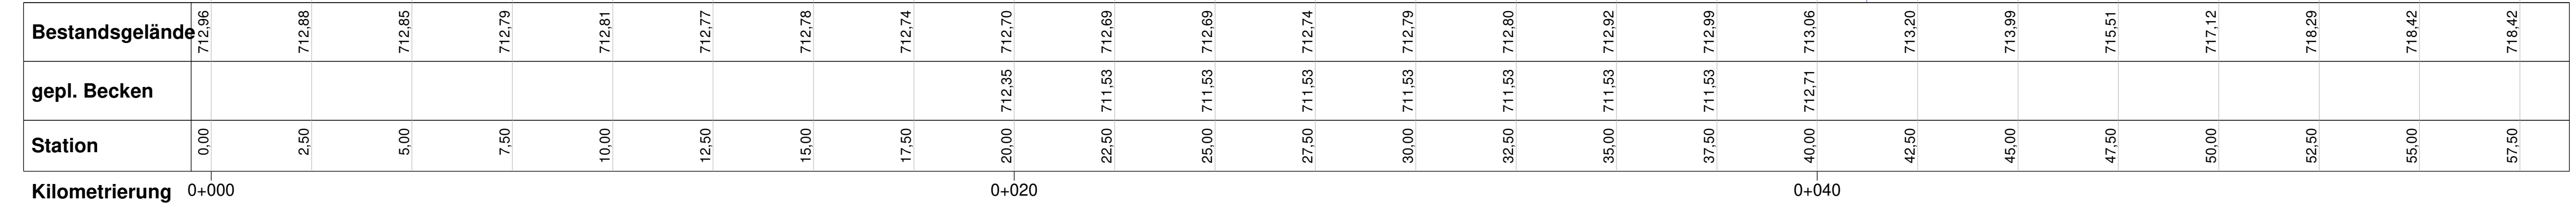 Bestandsgelände 712,96 712,88 712,85 712,79 712,81 712,77 712,78 712,74 712,70 712,69 712,69 712,74 712,79 712,80 712,92 712,99 713,06 713,20 713,99 715,51 717,12 718,29 718,42 718,42
gepl. Becken 712,35 711,53 711,53 711,53 711,53 711,53 711,53 711,53 712,71
Station 0,00 2,50 5,00 7,50 10,00 12,50 15,00 17,50 20,00 22,50 25,00 27,50 30,00 32,50 35,00 37,50 40,00 42,50 45,00 47,50 50,00 52,50 55,00 57,50
Kilometrierung 0+000 0+020 0+040